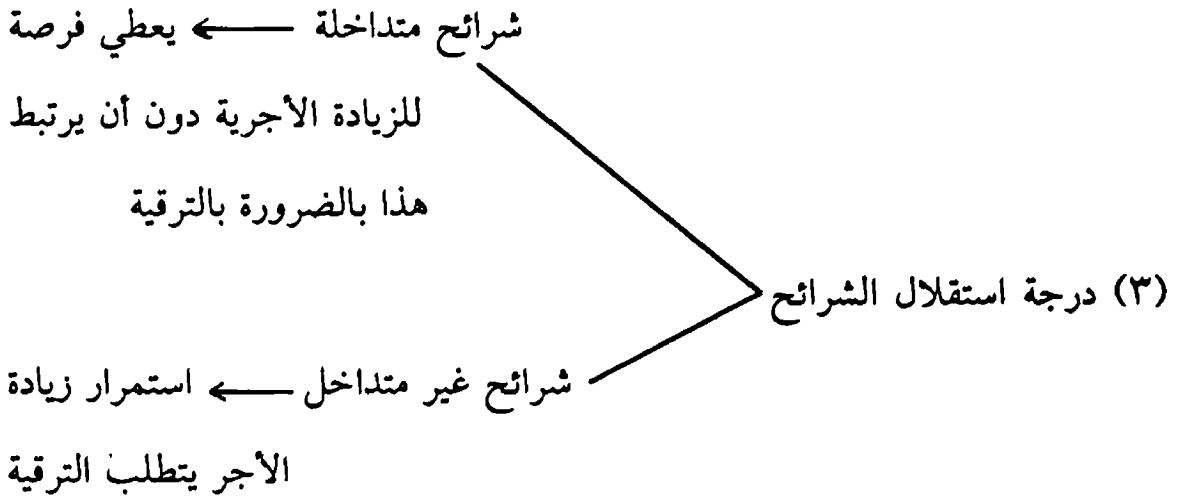 شرائح متداخلة ← يعطي فرصة
للزيادة الأجرية دون أن يرتبط
هذا بالضرورة بالترقية
(٣) درجة استقلال الشرائح
شرائح غير متداخل ← استمرار زيادة
الأجر يتطلب الترقية